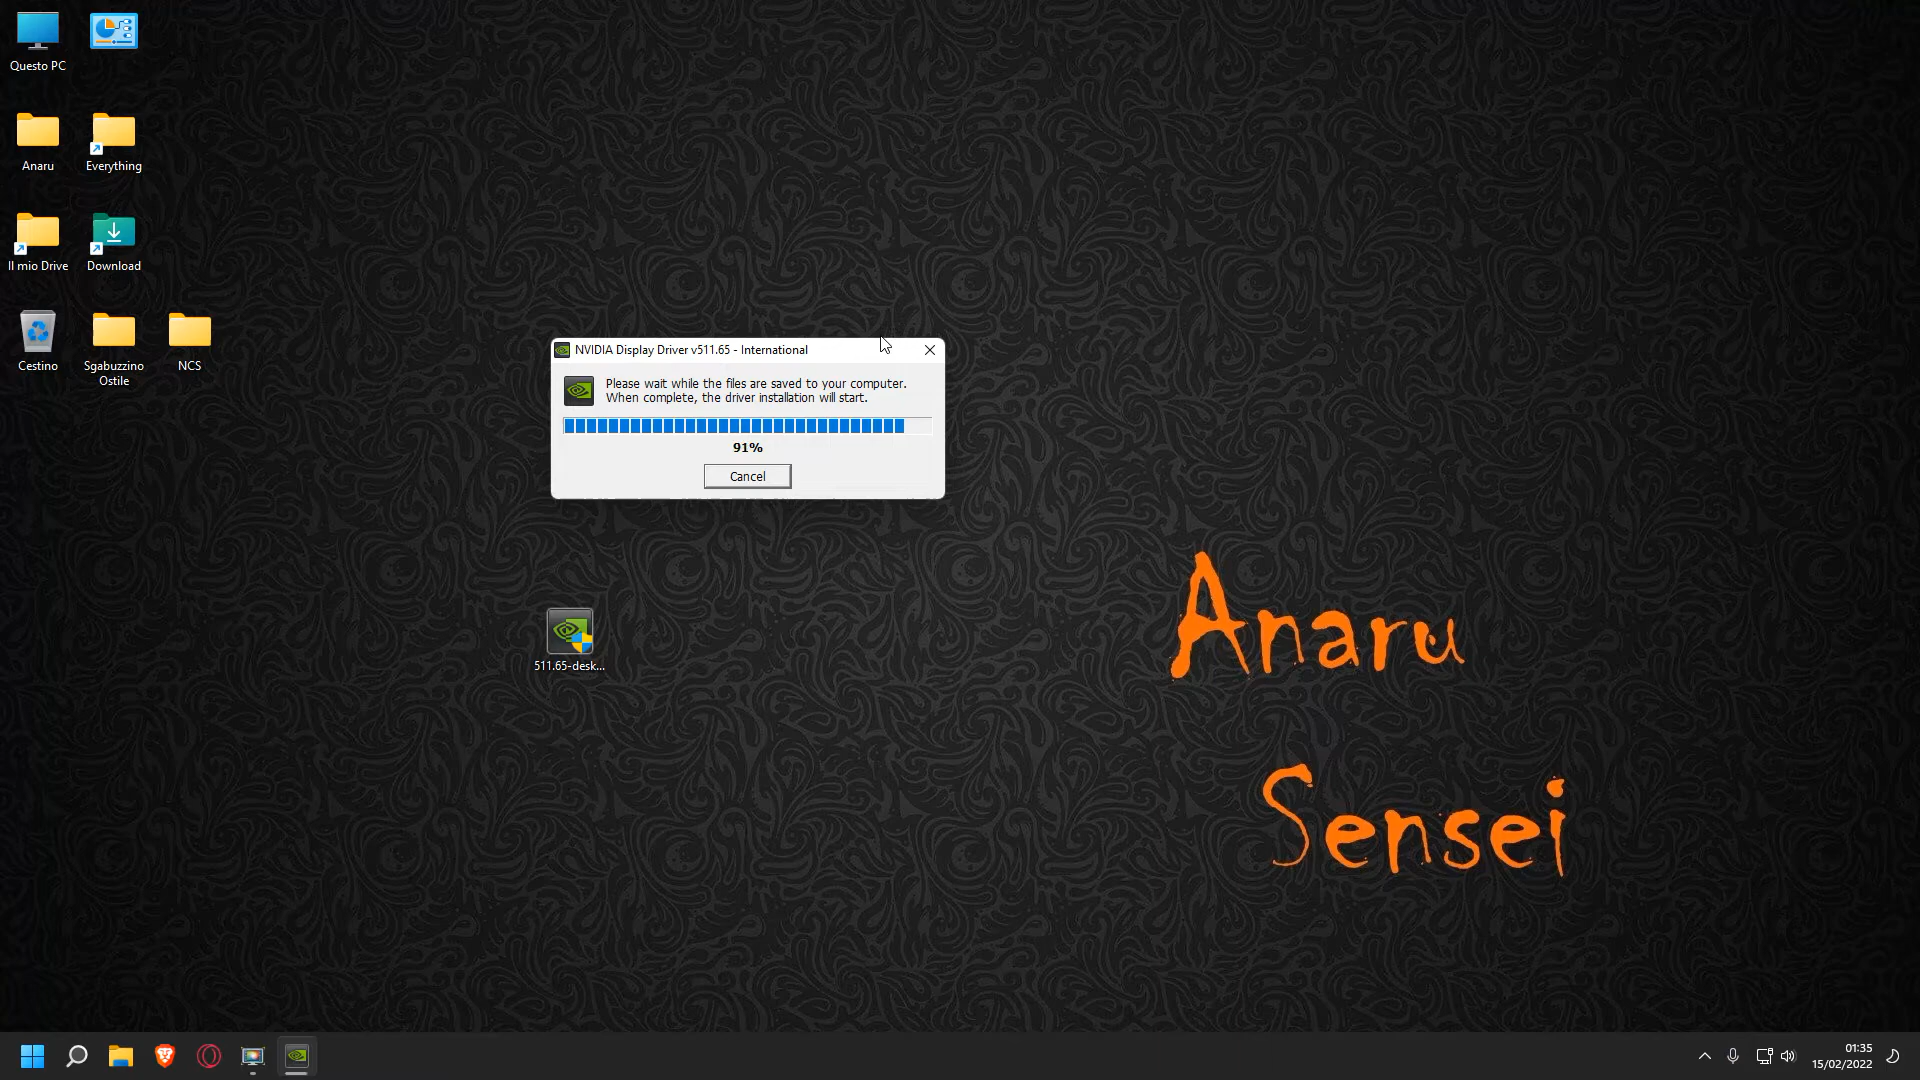 Questo PC
Anaru
Everything
Il mio Drive
Download
Cestino
Sgabuzzino
Ostile
NCS
NVIDIA Display Driver v511.65 - International
Please wait while the files are saved to your computer.
When complete, the driver installation will start.
91%
Cancel
511.65-desk...
Anaru
Sensei
01:35
15/02/2022